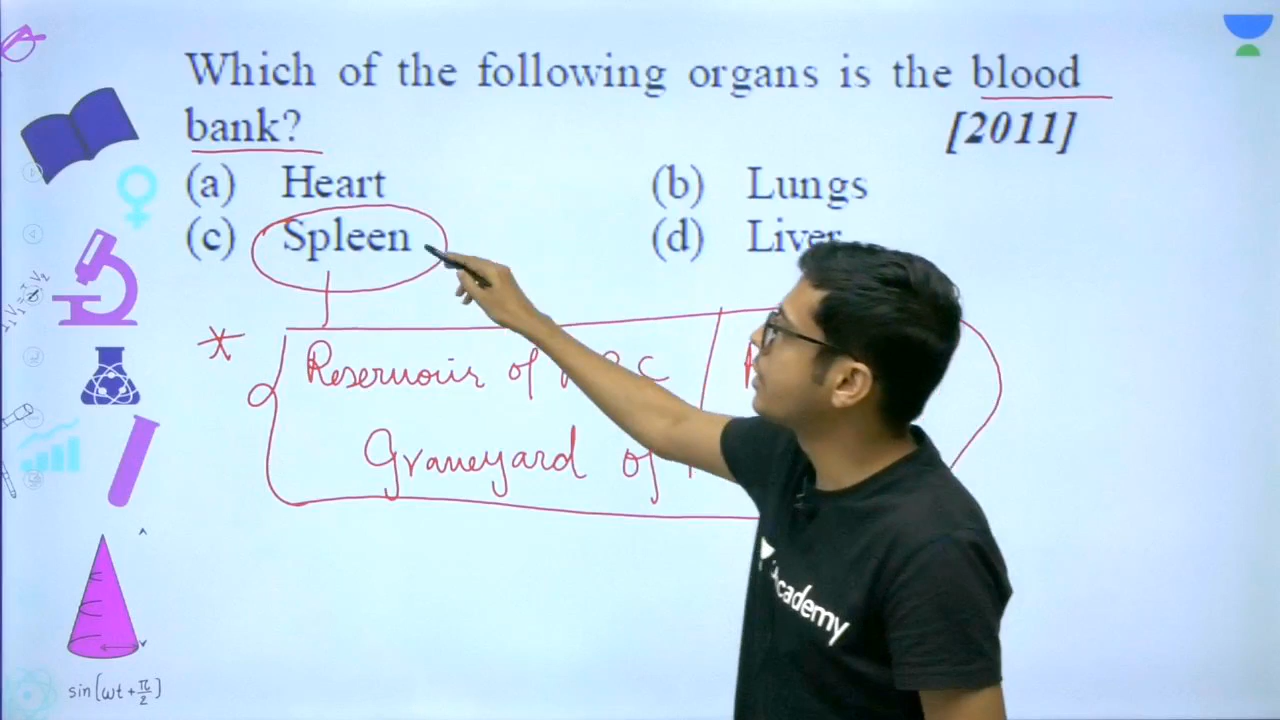 Which of the following organs is the blood
bank? [2011]
(a) Heart (b) Lungs
(c) Spleen (d) Liver
Reservoir of
Graveyard of
sin(ωt+π/2)